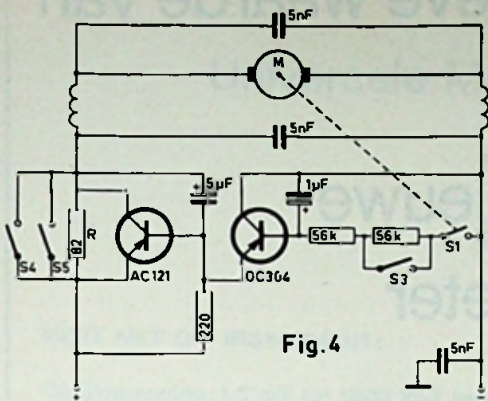 5nF
M
5nF
5µF
1µF
S4
S5
82
R
AC121
OC304
56k
56k
S1
S3
220
Fig. 4
5nF